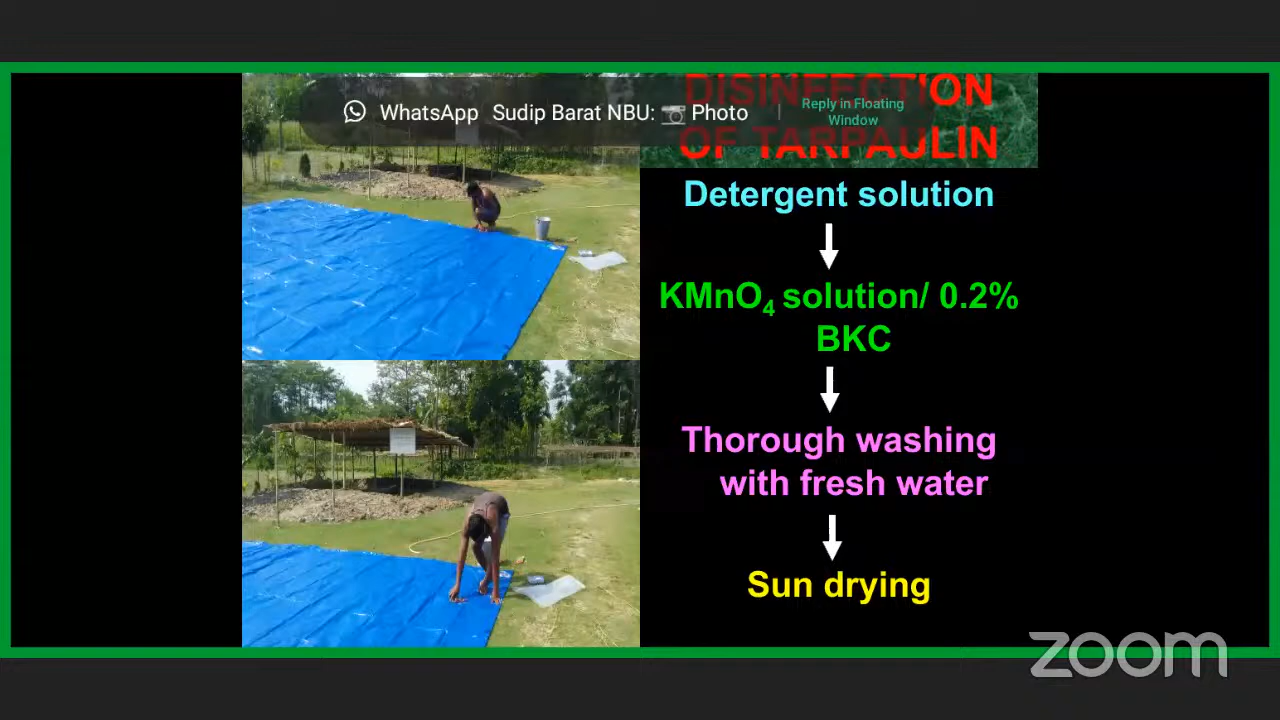 DISINFECTION
WhatsApp Sudip Barat NBU: 📷 Photo
Reply in Floating
Window
OF TARPAULIN
Detergent solution
KMnO₄ solution/ 0.2%
BKC
Thorough washing
with fresh water
Sun drying
zoom